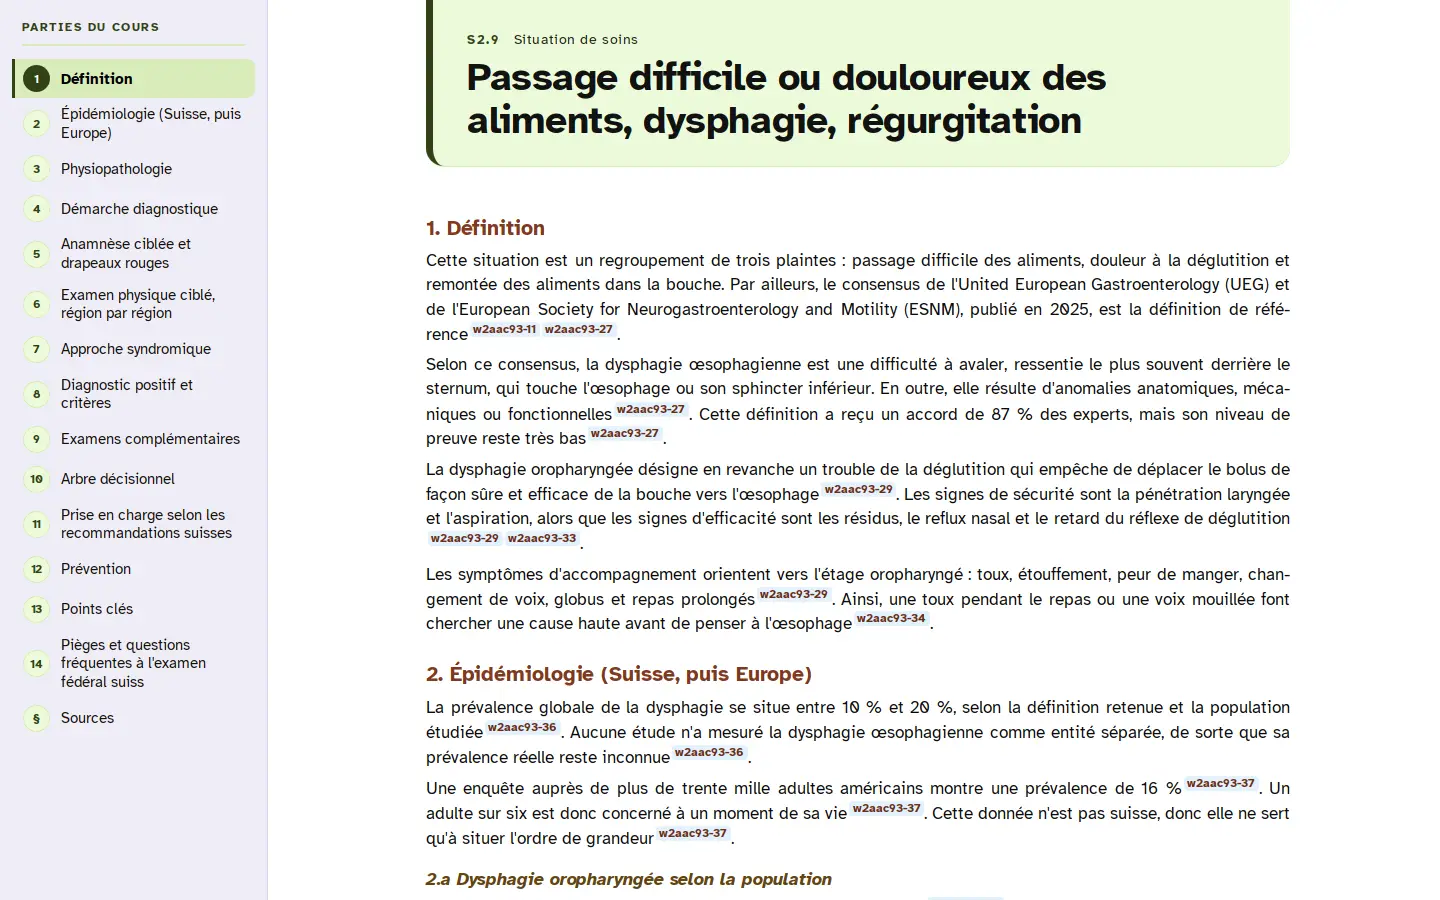 PARTIES DU COURS
1 Définition
2 Épidémiologie (Suisse, puis
Europe)
3 Physiopathologie
4 Démarche diagnostique
5 Anamnèse ciblée et
drapeaux rouges
6 Examen physique ciblé,
région par région
7 Approche syndromique
8 Diagnostic positif et
critères
9 Examens complémentaires
10 Arbre décisionnel
11 Prise en charge selon les
recommandations suisses
12 Prévention
13 Points clés
14 Pièges et questions
fréquentes à l'examen
fédéral suiss
§ Sources
S2.9 Situation de soins
Passage difficile ou douloureux des
aliments, dysphagie, régurgitation
1. Définition
Cette situation est un regroupement de trois plaintes : passage difficile des aliments, douleur à la déglutition et
remontée des aliments dans la bouche. Par ailleurs, le consensus de l'United European Gastroenterology (UEG) et
de l'European Society for Neurogastroenterology and Motility (ESNM), publié en 2025, est la définition de réfé-
rence w2aac93-11 w2aac93-27.
Selon ce consensus, la dysphagie œsophagienne est une difficulté à avaler, ressentie le plus souvent derrière le
sternum, qui touche l'œsophage ou son sphincter inférieur. En outre, elle résulte d'anomalies anatomiques, méca-
niques ou fonctionnelles w2aac93-27. Cette définition a reçu un accord de 87 % des experts, mais son niveau de
preuve reste très bas w2aac93-27.
La dysphagie oropharyngée désigne en revanche un trouble de la déglutition qui empêche de déplacer le bolus de
façon sûre et efficace de la bouche vers l'œsophage w2aac93-29. Les signes de sécurité sont la pénétration laryngée
et l'aspiration, alors que les signes d'efficacité sont les résidus, le reflux nasal et le retard du réflexe de déglutition
w2aac93-29 w2aac93-33.
Les symptômes d'accompagnement orientent vers l'étage oropharyngé : toux, étouffement, peur de manger, chan-
gement de voix, globus et repas prolongés w2aac93-29. Ainsi, une toux pendant le repas ou une voix mouillée font
chercher une cause haute avant de penser à l'œsophage w2aac93-34.
2. Épidémiologie (Suisse, puis Europe)
La prévalence globale de la dysphagie se situe entre 10 % et 20 %, selon la définition retenue et la population
étudiée w2aac93-36. Aucune étude n'a mesuré la dysphagie œsophagienne comme entité séparée, de sorte que sa
prévalence réelle reste inconnue w2aac93-36.
Une enquête auprès de plus de trente mille adultes américains montre une prévalence de 16 % w2aac93-37. Un
adulte sur six est donc concerné à un moment de sa vie w2aac93-37. Cette donnée n'est pas suisse, donc elle ne sert
qu'à situer l'ordre de grandeur w2aac93-37.
2.a Dysphagie oropharyngée selon la population